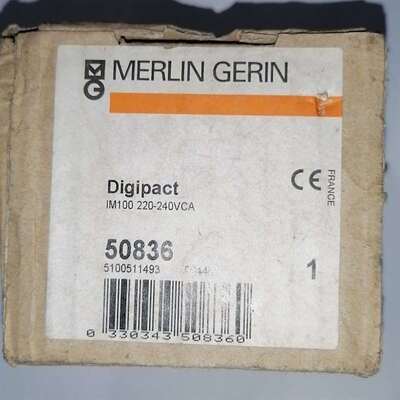 MERLIN GERIN
Digipact
IM100 220-240VCA
CE
FRANCE
50836
5100511493
1
0 330343 508360